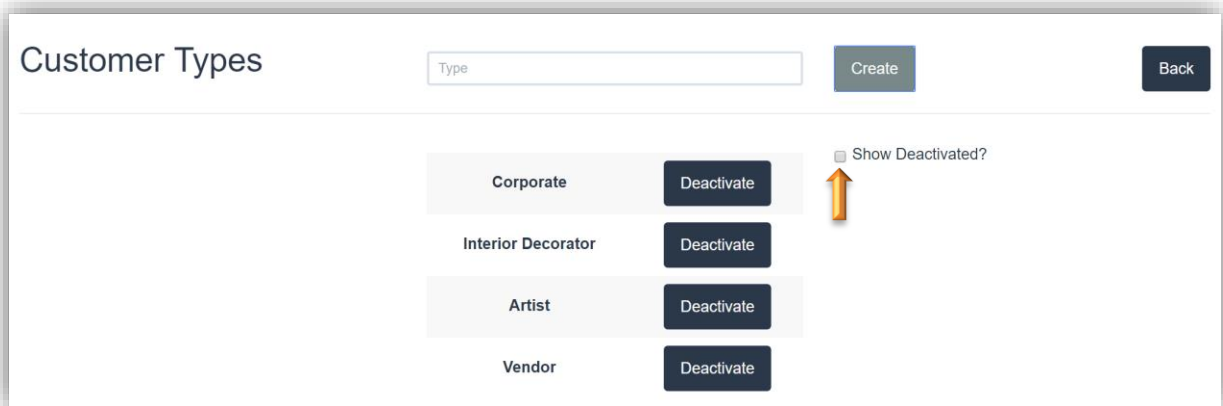 Customer Types
Type
Create
Back
Show Deactivated?
Corporate
Deactivate
Interior Decorator
Deactivate
Artist
Deactivate
Vendor
Deactivate